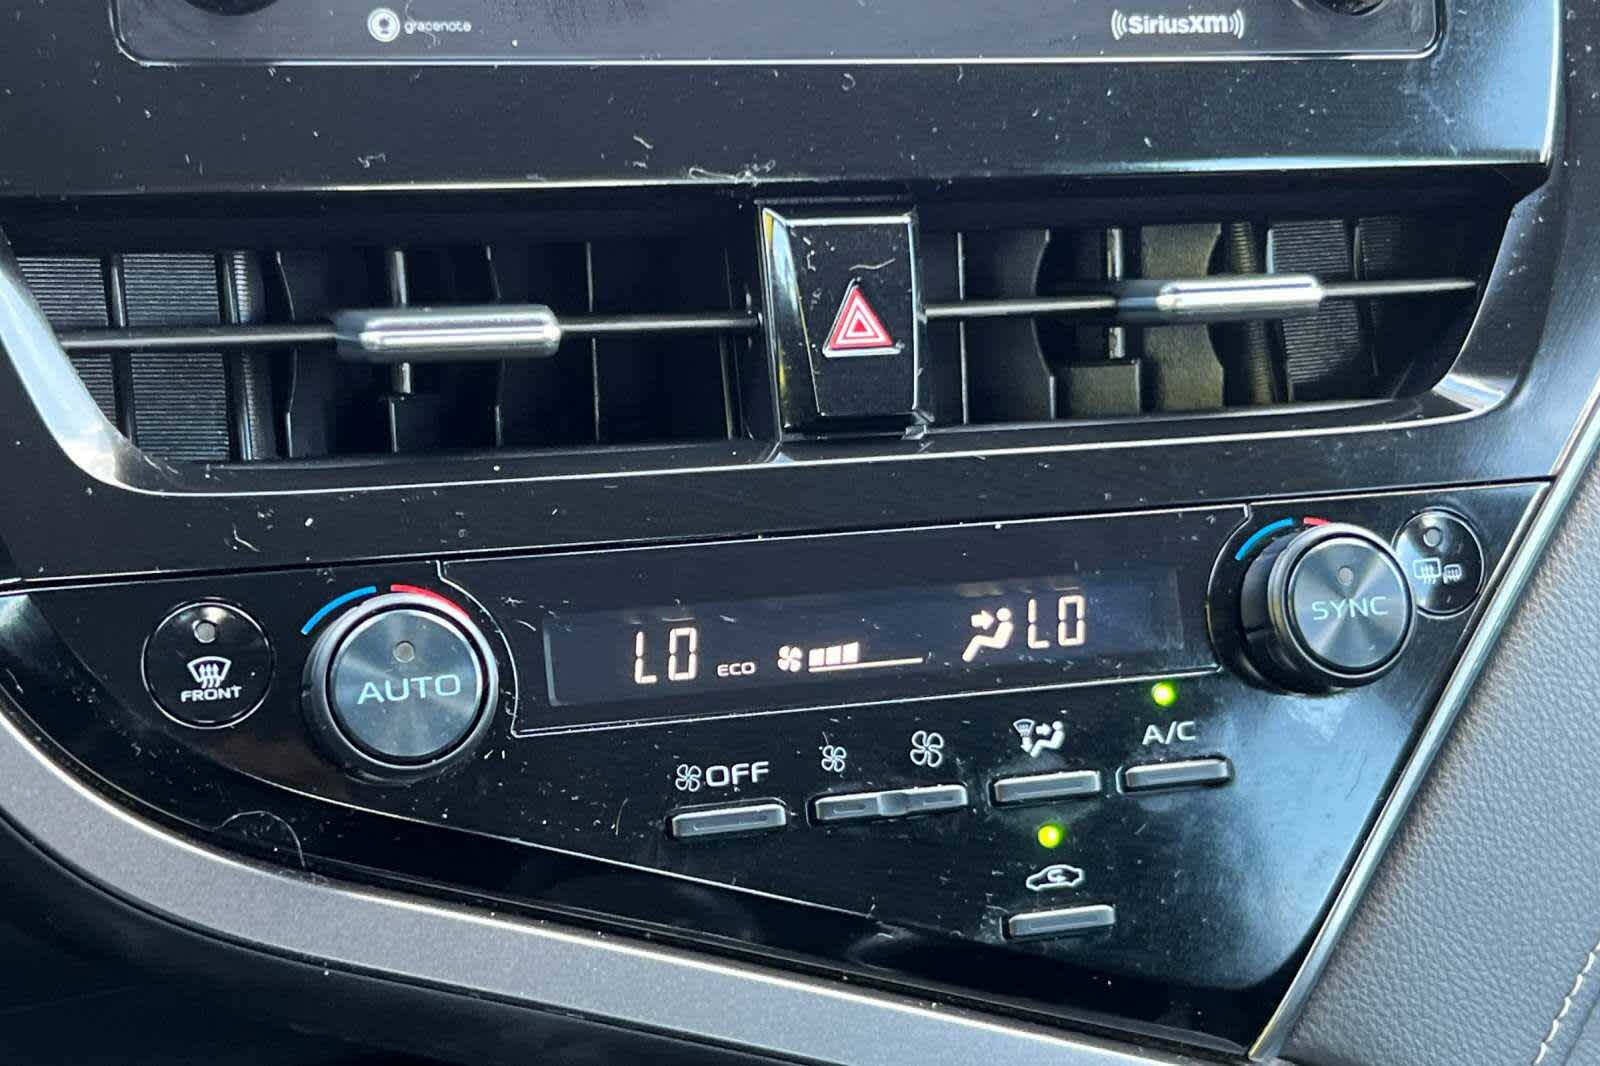 gracenote
SiriusXM
FRONT
AUTO
LO ECO LO
SYNC
OFF
A/C